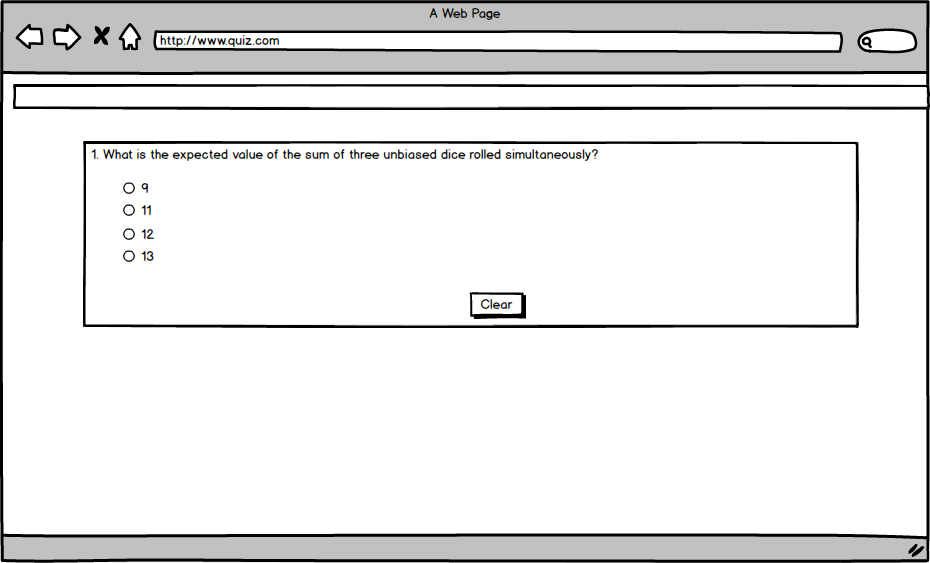 A Web Page
http://www.quiz.com
1. What is the expected value of the sum of three unbiased dice rolled simultaneously?
9
11
12
13
Clear